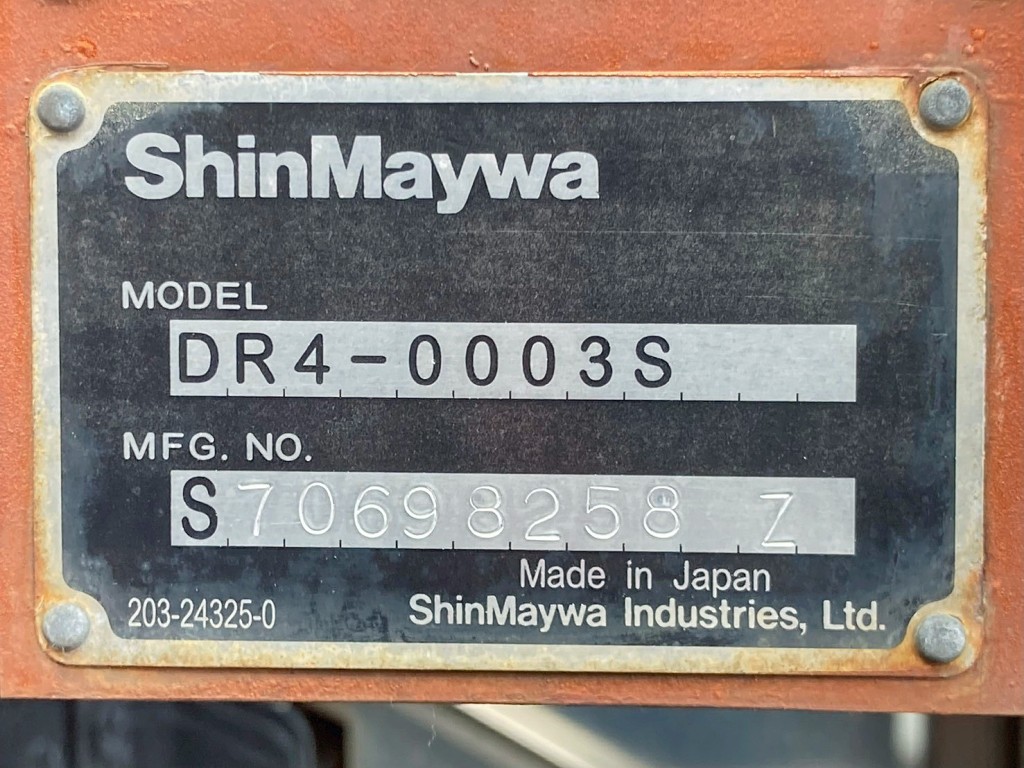 ShinMaywa
MODEL
DR4-0003S
MFG. NO.
S70698258 Z
Made in Japan
203-24325-0 ShinMaywa Industries, Ltd.